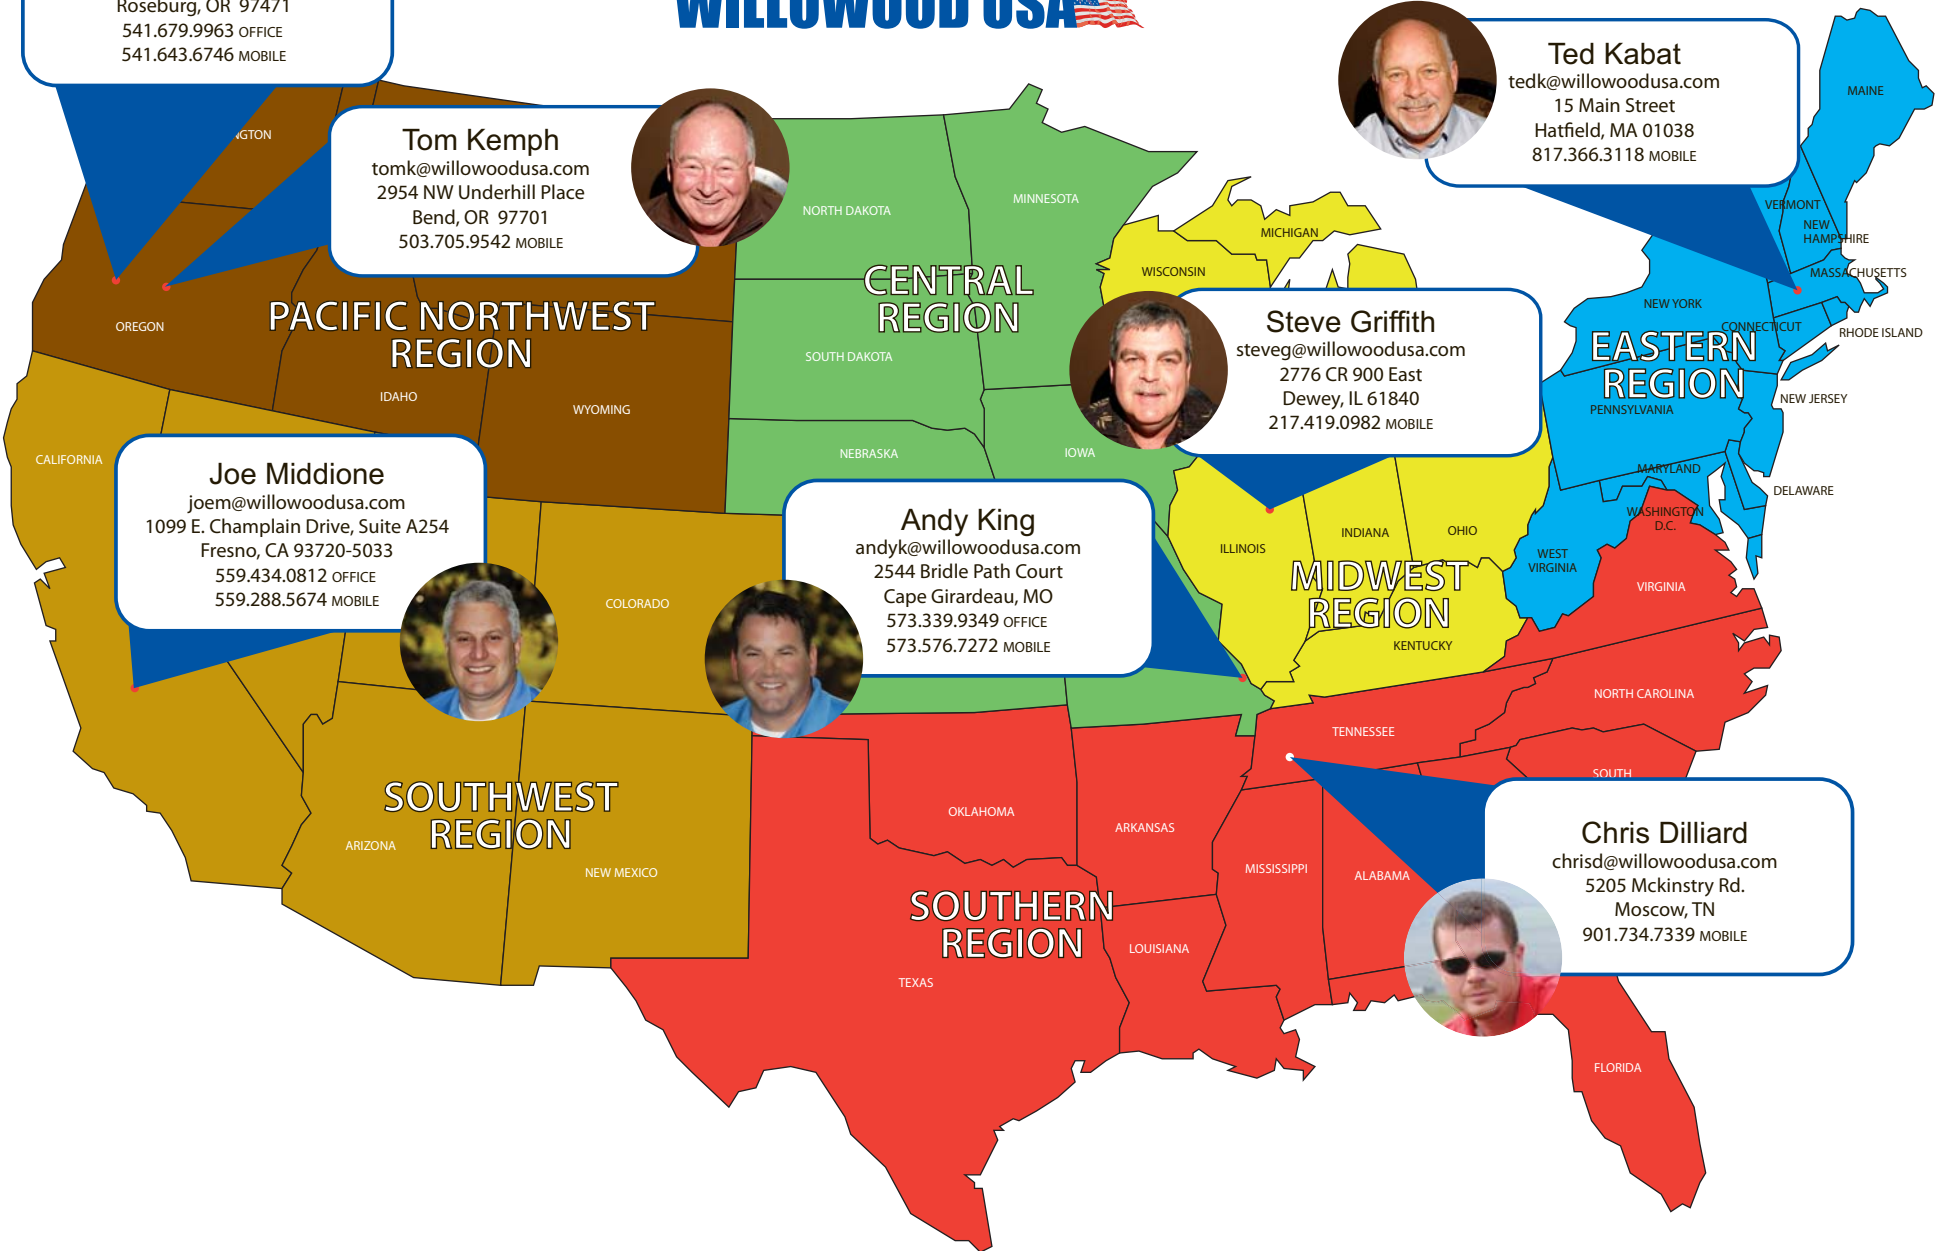 Roseburg, OR 97471
541.679.9963 OFFICE
541.643.6746 MOBILE
WILLOWOOD USA
Ted Kabat
tedk@willowoodusa.com
15 Main Street
Hatfield, MA 01038
817.366.3118 MOBILE
Tom Kemph
tomk@willowoodusa.com
2954 NW Underhill Place
Bend, OR 97701
503.705.9542 MOBILE
Steve Griffith
steveg@willowoodusa.com
2776 CR 900 East
Dewey, IL 61840
217.419.0982 MOBILE
Joe Middione
joem@willowoodusa.com
1099 E. Champlain Drive, Suite A254
Fresno, CA 93720-5033
559.434.0812 OFFICE
559.288.5674 MOBILE
Andy King
andyk@willowoodusa.com
2544 Bridle Path Court
Cape Girardeau, MO
573.339.9349 OFFICE
573.576.7272 MOBILE
Chris Dilliard
chrisd@willowoodusa.com
5205 Mckinstry Rd.
Moscow, TN
901.734.7339 MOBILE
PACIFIC NORTHWEST
REGION
NGTON
OREGON
IDAHO
WYOMING
CENTRAL
REGION
NORTH DAKOTA
MINNESOTA
SOUTH DAKOTA
NEBRASKA
IOWA
MICHIGAN
WISCONSIN
ILLINOIS
INDIANA
OHIO
MIDWEST
REGION
KENTUCKY
MAINE
VERMONT
NEW
HAMPSHIRE
MASSACHUSETTS
NEW YORK
CONNECTICUT
RHODE ISLAND
EASTERN
REGION
NEW JERSEY
PENNSYLVANIA
MARYLAND
DELAWARE
WASHINGTON
D.C.
WEST
VIRGINIA
CALIFORNIA
COLORADO
SOUTHWEST
REGION
ARIZONA
NEW MEXICO
VIRGINIA
NORTH CAROLINA
TENNESSEE
SOUTH
OKLAHOMA
ARKANSAS
MISSISSIPPI
ALABAMA
SOUTHERN
REGION
LOUISIANA
TEXAS
FLORIDA